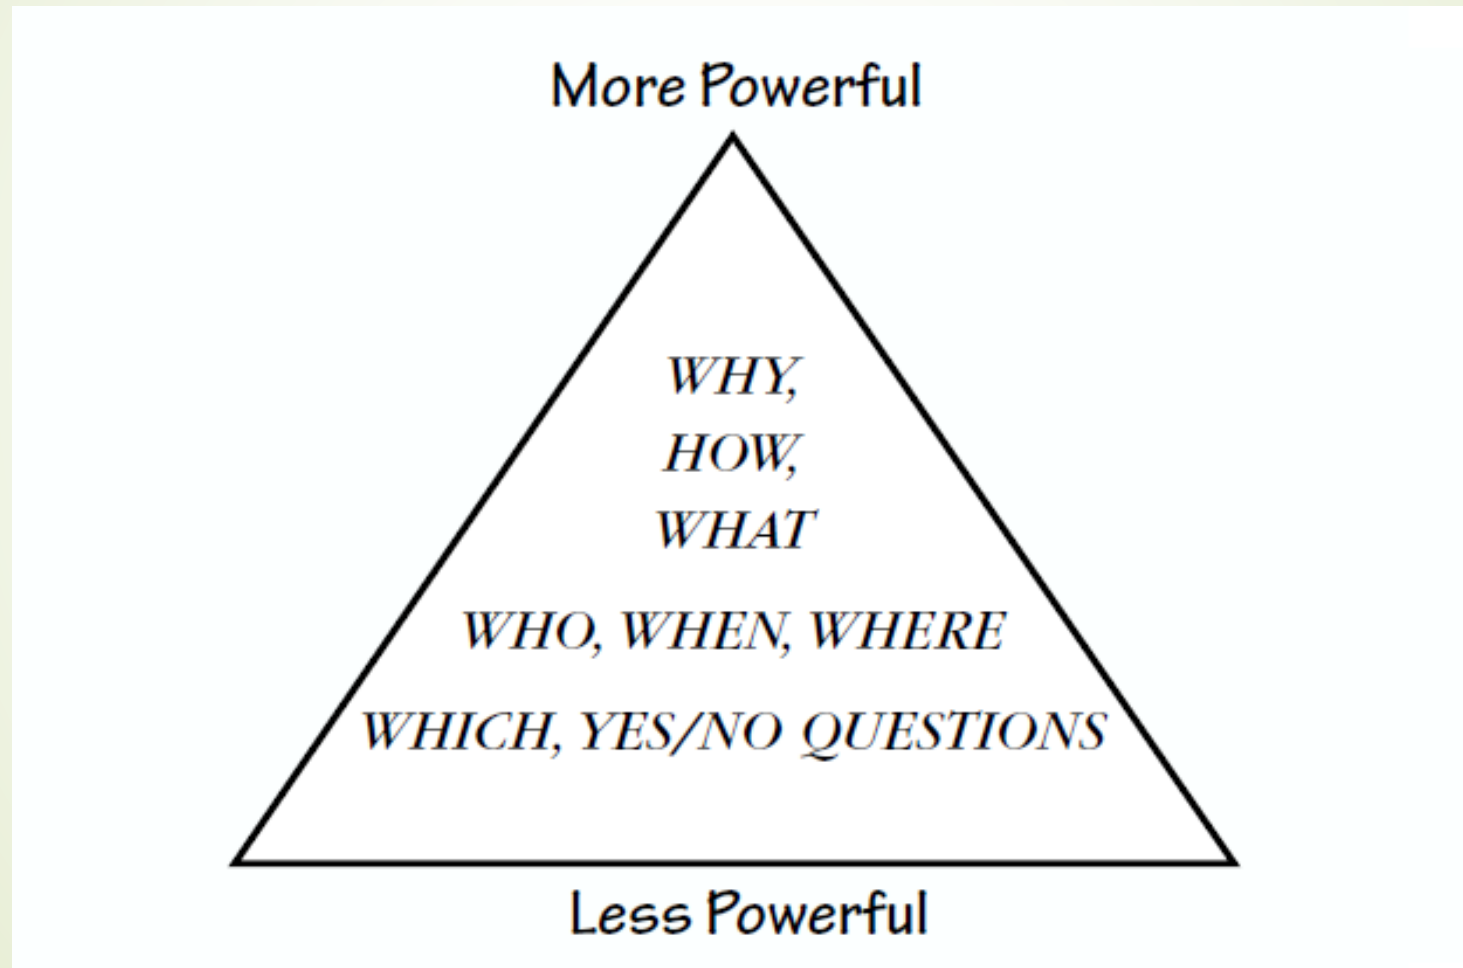 More Powerful
WHY,
HOW,
WHAT
WHO, WHEN, WHERE
WHICH, YES/NO QUESTIONS
Less Powerful